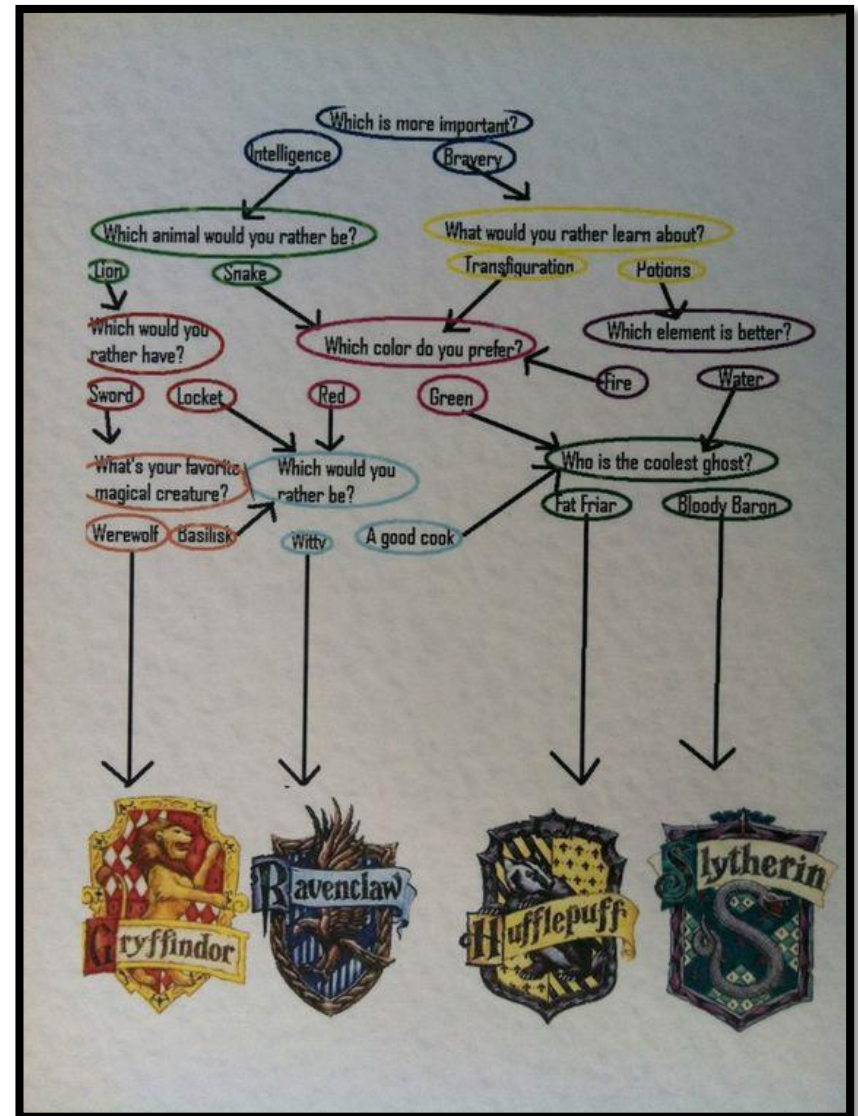 Which is more important?
Intelligence Bravery
Which animal would you rather be? What would you rather learn about?
Lion Snake Transfiguration Potions
Which would you
rather have?
Which color do you prefer?
Which element is better?
Sword Locket Red Green Fire Water
What's your favorite
magical creature?
Which would you
rather be?
Who is the coolest ghost?
Werewolf Basilisk Witty A good cook Fat Friar Bloody Baron
Gryffindor
Ravenclaw
Hufflepuff
Slytherin